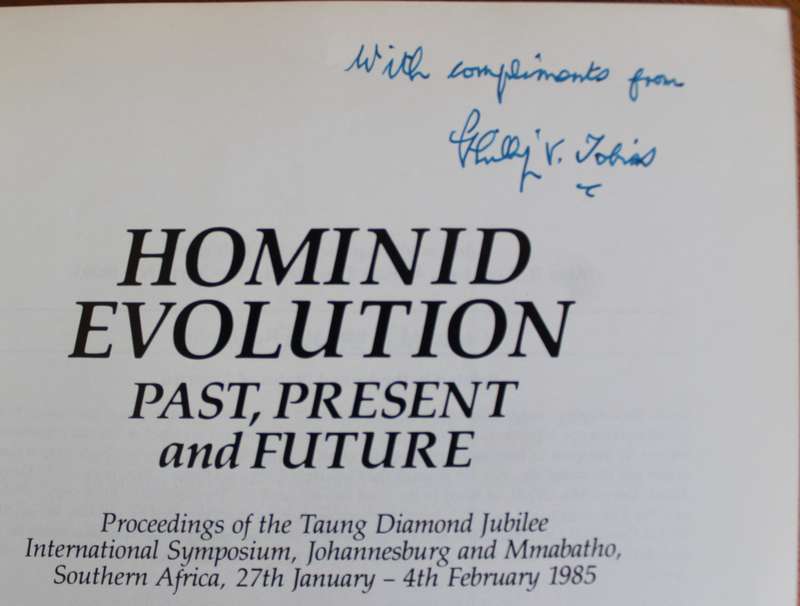 With compliments from
Phillip V. Tobias
HOMINID
EVOLUTION
PAST, PRESENT
and FUTURE
Proceedings of the Taung Diamond Jubilee
International Symposium, Johannesburg and Mmabatho,
Southern Africa, 27th January – 4th February 1985